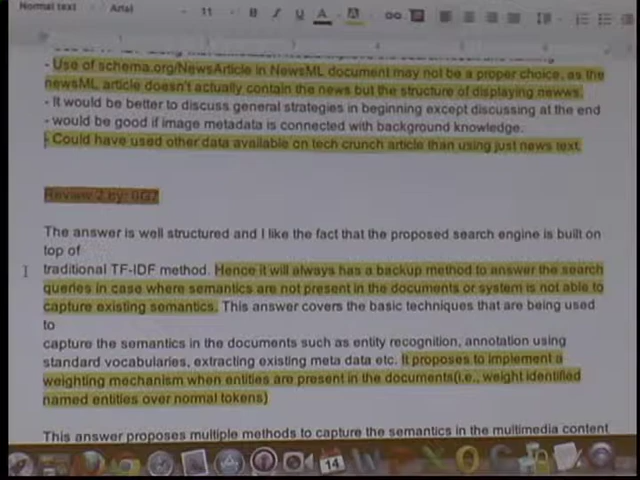 Normal text Arial 11 B I U A
- Use of schema.org/NewsArticle in NewsML document may not be a proper choice, as the
newsML article doesn't actually contain the news but the structure of displaying newws.
- It would be better to discuss general strategies in beginning except discussing at the end
- would be good if image metadata is connected with background knowledge.
- Could have used other data available on tech crunch article than using just news text.
Review 2 by:
The answer is well structured and I like the fact that the proposed search engine is built on
top of
traditional TF-IDF method. Hence it will always has a backup method to answer the search
queries in case where semantics are not present in the documents or system is not able to
capture existing semantics. This answer covers the basic techniques that are being used
to
capture the semantics in the documents such as entity recognition, annotation using
standard vocabularies, extracting existing meta data etc. It proposes to implement a
weighting mechanism when entities are present in the documents(i.e., weight identified
named entities over normal tokens)
This answer proposes multiple methods to capture the semantics in the multimedia content
14